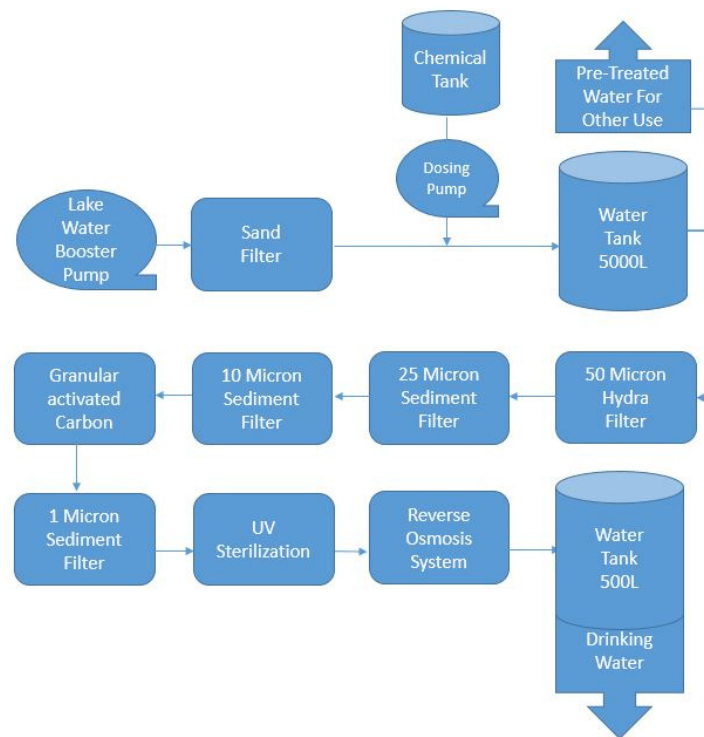 Chemical
Tank
Pre-Treated
Water For
Other Use
Dosing
Pump
Lake
Water
Booster
Pump
Sand
Filter
Water
Tank
5000L
Granular
activated
Carbon
10 Micron
Sediment
Filter
25 Micron
Sediment
Filter
50 Micron
Hydra
Filter
1 Micron
Sediment
Filter
UV
Sterilization
Reverse
Osmosis
System
Water
Tank
500L
Drinking
Water